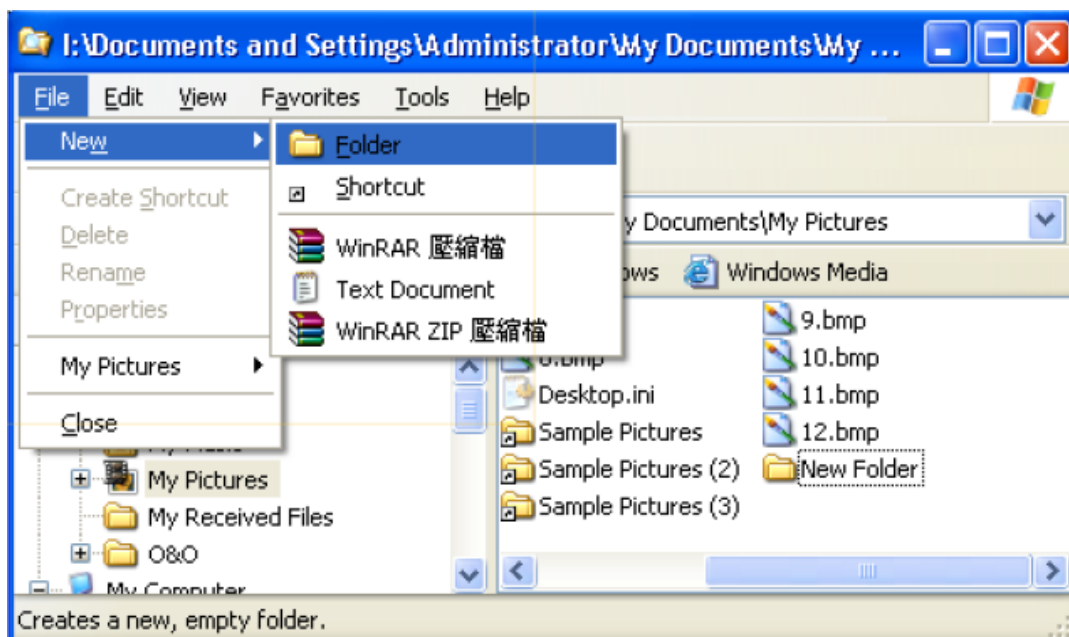 I:\Documents and Settings\Administrator\My Documents\My ...
File Edit View Favorites Tools Help
New
Create Shortcut
Delete
Rename
Properties
My Pictures
Close
Folder
Shortcut
WinRAR 壓縮檔
Text Document
WinRAR ZIP 壓縮檔
y Documents\My Pictures
Windows Media
9.bmp
10.bmp
11.bmp
12.bmp
New Folder
Desktop.ini
Sample Pictures
Sample Pictures (2)
Sample Pictures (3)
My Pictures
My Received Files
O&O
My Computer
Creates a new, empty folder.